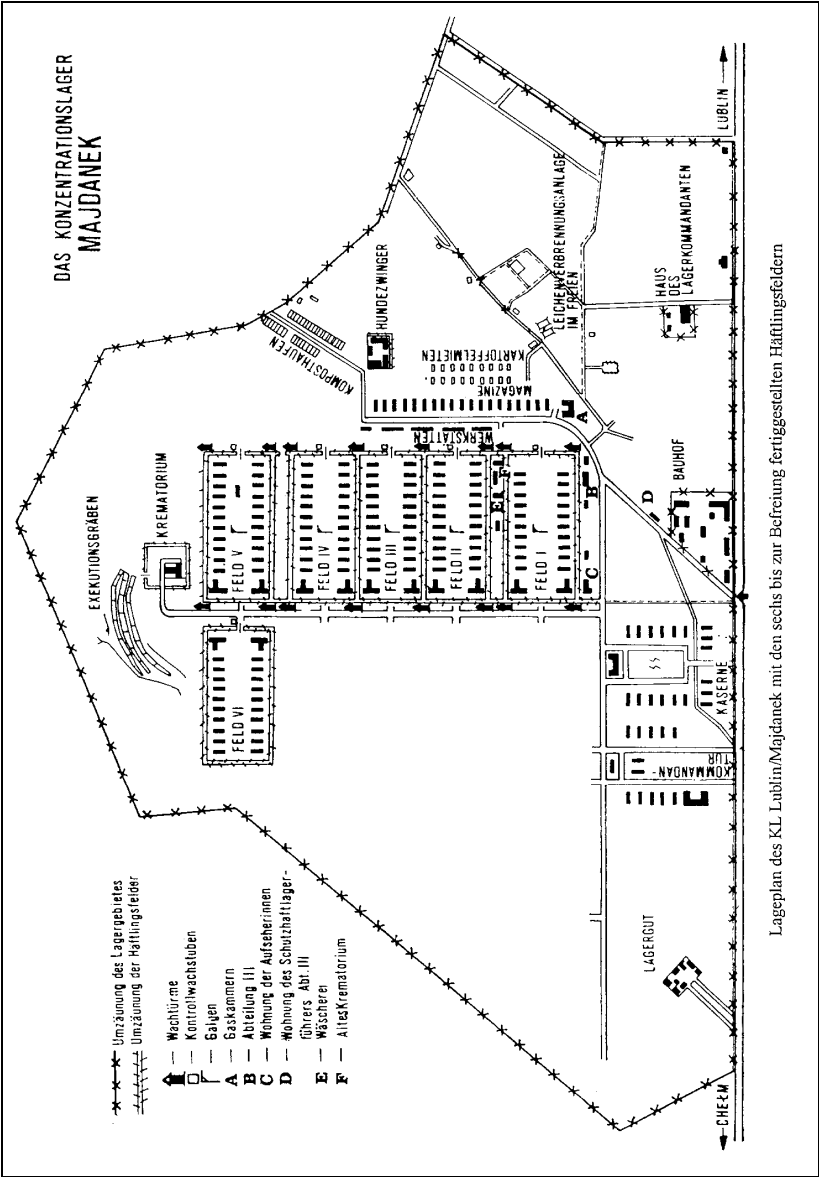 DAS KONZENTRATIONSLAGER
MAJDANEK
Umzäunung des Lagergebietes
Umzäunung der Häftlingsfelder
— Wachtürme
— Kontrollwachstuben
— Galgen
A — Gaskammern
B — Abteilung III
C — Wohnung der Aufseherinnen
D — Wohnung des Schutzhaftlager-
führers Abt. III
E — Wäscherei
F — Altes Krematorium
EXEKUTIONSGRÄBEN
KREMATORIUM
KOMPOSTHAUFEN
HUNDEZWINGER
FELD VI
FELD V
FELD IV
FELD III
FELD II
FELD I
WERKSTÄTTEN
MAGAZINE
KARTOFFELMIETEN
LEICHENVERBRENNUNGSANLAGE
IM FREIEN
E
F
A
B
C
D
BAUHOF
HAUS
DES
LAGERKOMMANDANTEN
SS
KASERNE
KOMMANDAN-
TUR
LAGERGUT
CHEŁM
LUBLIN
Lageplan des KL Lublin/Majdanek mit den sechs bis zur Befreiung fertiggestellten Häftlingsfeldern